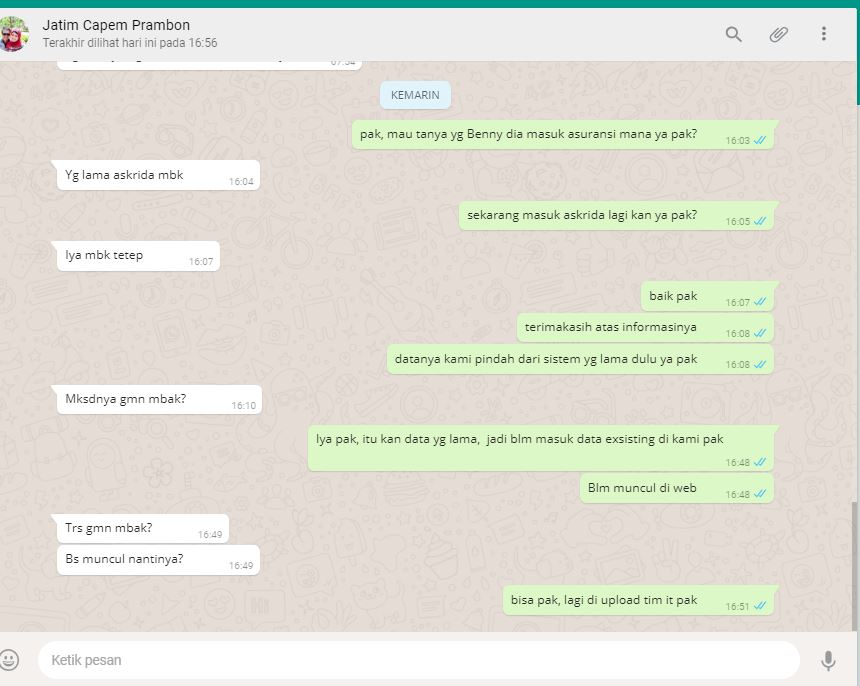 Jatim Capem Prambon
Terakhir dilihat hari ini pada 16:56
KEMARIN
pak, mau tanya yg Benny dia masuk asuransi mana ya pak?
16:03
Yg lama askrida mbk
16:04
sekarang masuk askrida lagi kan ya pak?
16:05
Iya mbk tetep
16:07
baik pak
16:07
terimakasih atas informasinya
16:08
datanya kami pindah dari sistem yg lama dulu ya pak
16:08
Mksdnya gmn mbak?
16:10
Iya pak, itu kan data yg lama,  jadi blm masuk data exsisting di kami pak
16:48
Blm muncul di web
16:48
Trs gmn mbak?
16:49
Bs muncul nantinya?
16:49
bisa pak, lagi di upload tim it pak
16:51
Ketik pesan